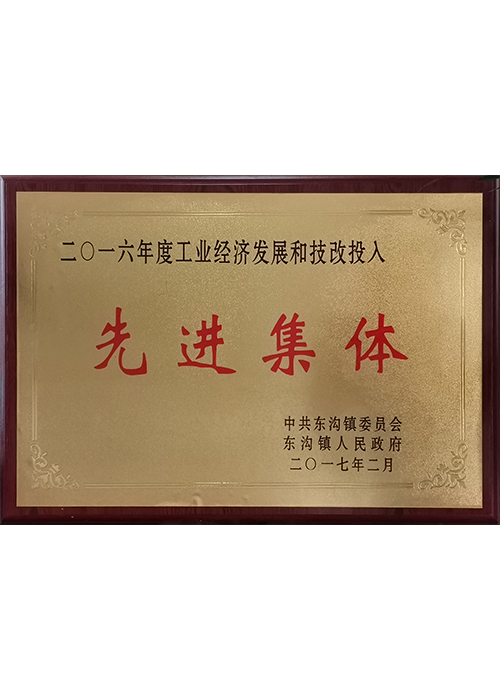 二〇一六年度工业经济发展和技改投入
先进集体
中共东沟镇委员会
东沟镇人民政府
二〇一七年二月